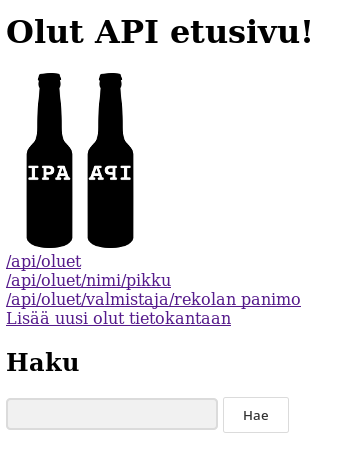 Olut API etusivu!
IPA API
/api/oluet
/api/oluet/nimi/pikku
/api/oluet/valmistaja/rekolan panimo
Lisää uusi olut tietokantaan
Haku
Hae